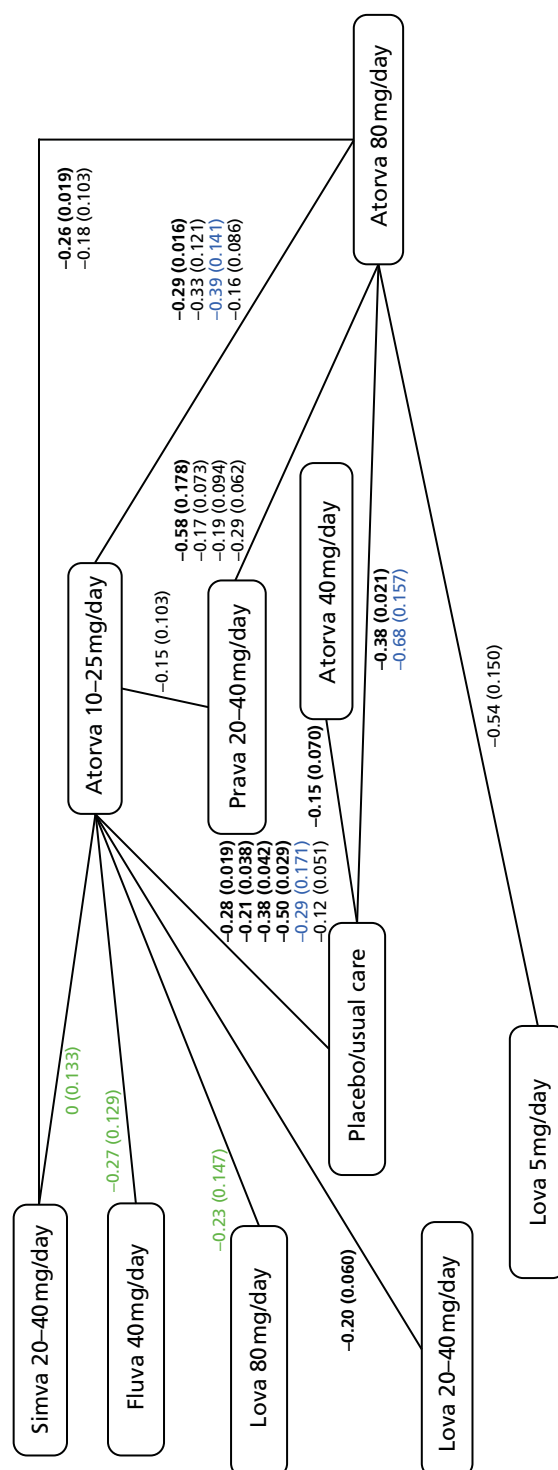 Simva 20–40 mg/day
Fluva 40 mg/day
Lova 80 mg/day
Lova 20–40 mg/day
Lova 5 mg/day
Placebo/usual care
Atorva 10–25 mg/day
Prava 20–40 mg/day
Atorva 40 mg/day
Atorva 80 mg/day
0 (0.133)
–0.27 (0.129)
–0.23 (0.147)
–0.20 (0.060)
–0.28 (0.019)
–0.21 (0.038)
–0.38 (0.042)
–0.50 (0.029)
–0.29 (0.171)
–0.12 (0.051)
–0.15 (0.070)
–0.15 (0.103)
–0.58 (0.178)
–0.17 (0.073)
–0.19 (0.094)
–0.29 (0.062)
–0.38 (0.021)
–0.68 (0.157)
–0.54 (0.150)
–0.29 (0.016)
–0.33 (0.121)
–0.39 (0.141)
–0.16 (0.086)
–0.26 (0.019)
–0.18 (0.103)